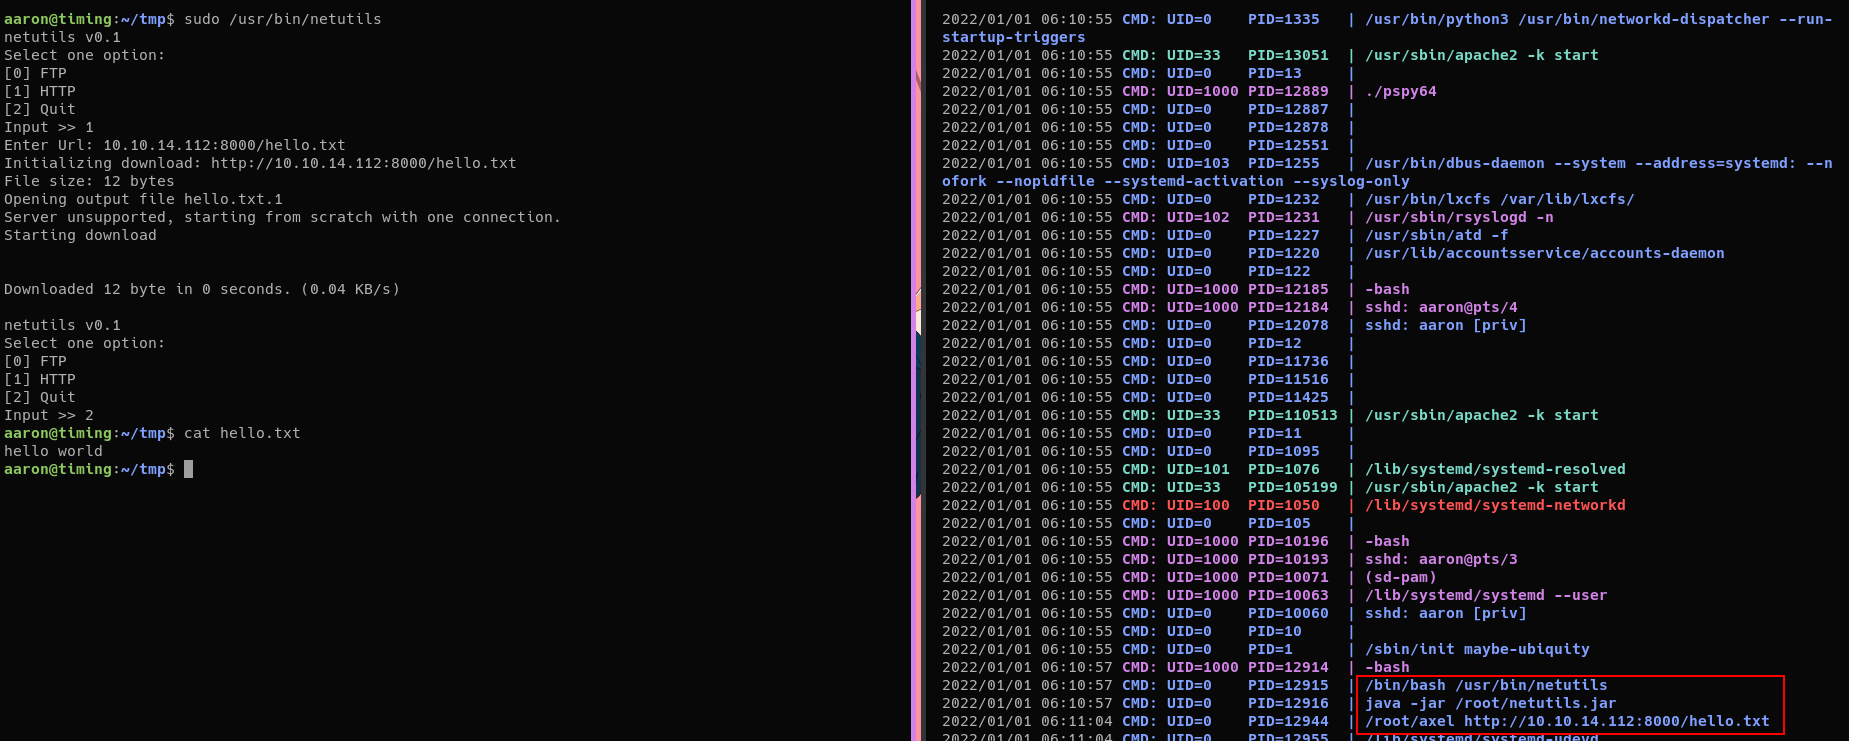 aaron@timing:~/tmp$ sudo /usr/bin/netutils
netutils v0.1
Select one option:
[0] FTP
[1] HTTP
[2] Quit
Input >> 1
Enter Url: 10.10.14.112:8000/hello.txt
Initializing download: http://10.10.14.112:8000/hello.txt
File size: 12 bytes
Opening output file hello.txt.1
Server unsupported, starting from scratch with one connection.
Starting download
Downloaded 12 byte in 0 seconds. (0.04 KB/s)
netutils v0.1
Select one option:
[0] FTP
[1] HTTP
[2] Quit
Input >> 2
aaron@timing:~/tmp$ cat hello.txt
hello world
aaron@timing:~/tmp$
2022/01/01 06:10:55 CMD: UID=0    PID=1335   | /usr/bin/python3 /usr/bin/networkd-dispatcher --run-
startup-triggers
2022/01/01 06:10:55 CMD: UID=33   PID=13051  | /usr/sbin/apache2 -k start
2022/01/01 06:10:55 CMD: UID=0    PID=13     |
2022/01/01 06:10:55 CMD: UID=1000 PID=12889  | ./pspy64
2022/01/01 06:10:55 CMD: UID=0    PID=12887  |
2022/01/01 06:10:55 CMD: UID=0    PID=12878  |
2022/01/01 06:10:55 CMD: UID=0    PID=12551  |
2022/01/01 06:10:55 CMD: UID=103  PID=1255   | /usr/bin/dbus-daemon --system --address=systemd: --n
ofork --nopidfile --systemd-activation --syslog-only
2022/01/01 06:10:55 CMD: UID=0    PID=1232   | /usr/bin/lxcfs /var/lib/lxcfs/
2022/01/01 06:10:55 CMD: UID=102  PID=1231   | /usr/sbin/rsyslogd -n
2022/01/01 06:10:55 CMD: UID=0    PID=1227   | /usr/sbin/atd -f
2022/01/01 06:10:55 CMD: UID=0    PID=1220   | /usr/lib/accountsservice/accounts-daemon
2022/01/01 06:10:55 CMD: UID=0    PID=122    |
2022/01/01 06:10:55 CMD: UID=1000 PID=12185  | -bash
2022/01/01 06:10:55 CMD: UID=1000 PID=12184  | sshd: aaron@pts/4
2022/01/01 06:10:55 CMD: UID=0    PID=12078  | sshd: aaron [priv]
2022/01/01 06:10:55 CMD: UID=0    PID=12     |
2022/01/01 06:10:55 CMD: UID=0    PID=11736  |
2022/01/01 06:10:55 CMD: UID=0    PID=11516  |
2022/01/01 06:10:55 CMD: UID=0    PID=11425  |
2022/01/01 06:10:55 CMD: UID=33   PID=110513 | /usr/sbin/apache2 -k start
2022/01/01 06:10:55 CMD: UID=0    PID=11     |
2022/01/01 06:10:55 CMD: UID=0    PID=1095   |
2022/01/01 06:10:55 CMD: UID=101  PID=1076   | /lib/systemd/systemd-resolved
2022/01/01 06:10:55 CMD: UID=33   PID=105199 | /usr/sbin/apache2 -k start
2022/01/01 06:10:55 CMD: UID=100  PID=1050   | /lib/systemd/systemd-networkd
2022/01/01 06:10:55 CMD: UID=0    PID=105    |
2022/01/01 06:10:55 CMD: UID=1000 PID=10196  | -bash
2022/01/01 06:10:55 CMD: UID=1000 PID=10193  | sshd: aaron@pts/3
2022/01/01 06:10:55 CMD: UID=1000 PID=10071  | (sd-pam)
2022/01/01 06:10:55 CMD: UID=1000 PID=10063  | /lib/systemd/systemd --user
2022/01/01 06:10:55 CMD: UID=0    PID=10060  | sshd: aaron [priv]
2022/01/01 06:10:55 CMD: UID=0    PID=10     |
2022/01/01 06:10:55 CMD: UID=0    PID=1      | /sbin/init maybe-ubiquity
2022/01/01 06:10:57 CMD: UID=1000 PID=12914  | -bash
2022/01/01 06:10:57 CMD: UID=0    PID=12915  | /bin/bash /usr/bin/netutils
2022/01/01 06:10:57 CMD: UID=0    PID=12916  | java -jar /root/netutils.jar
2022/01/01 06:11:04 CMD: UID=0    PID=12944  | /root/axel http://10.10.14.112:8000/hello.txt
2022/01/01 06:11:04 CMD: UID=0    PID=12955  | /lib/systemd/systemd-udevd